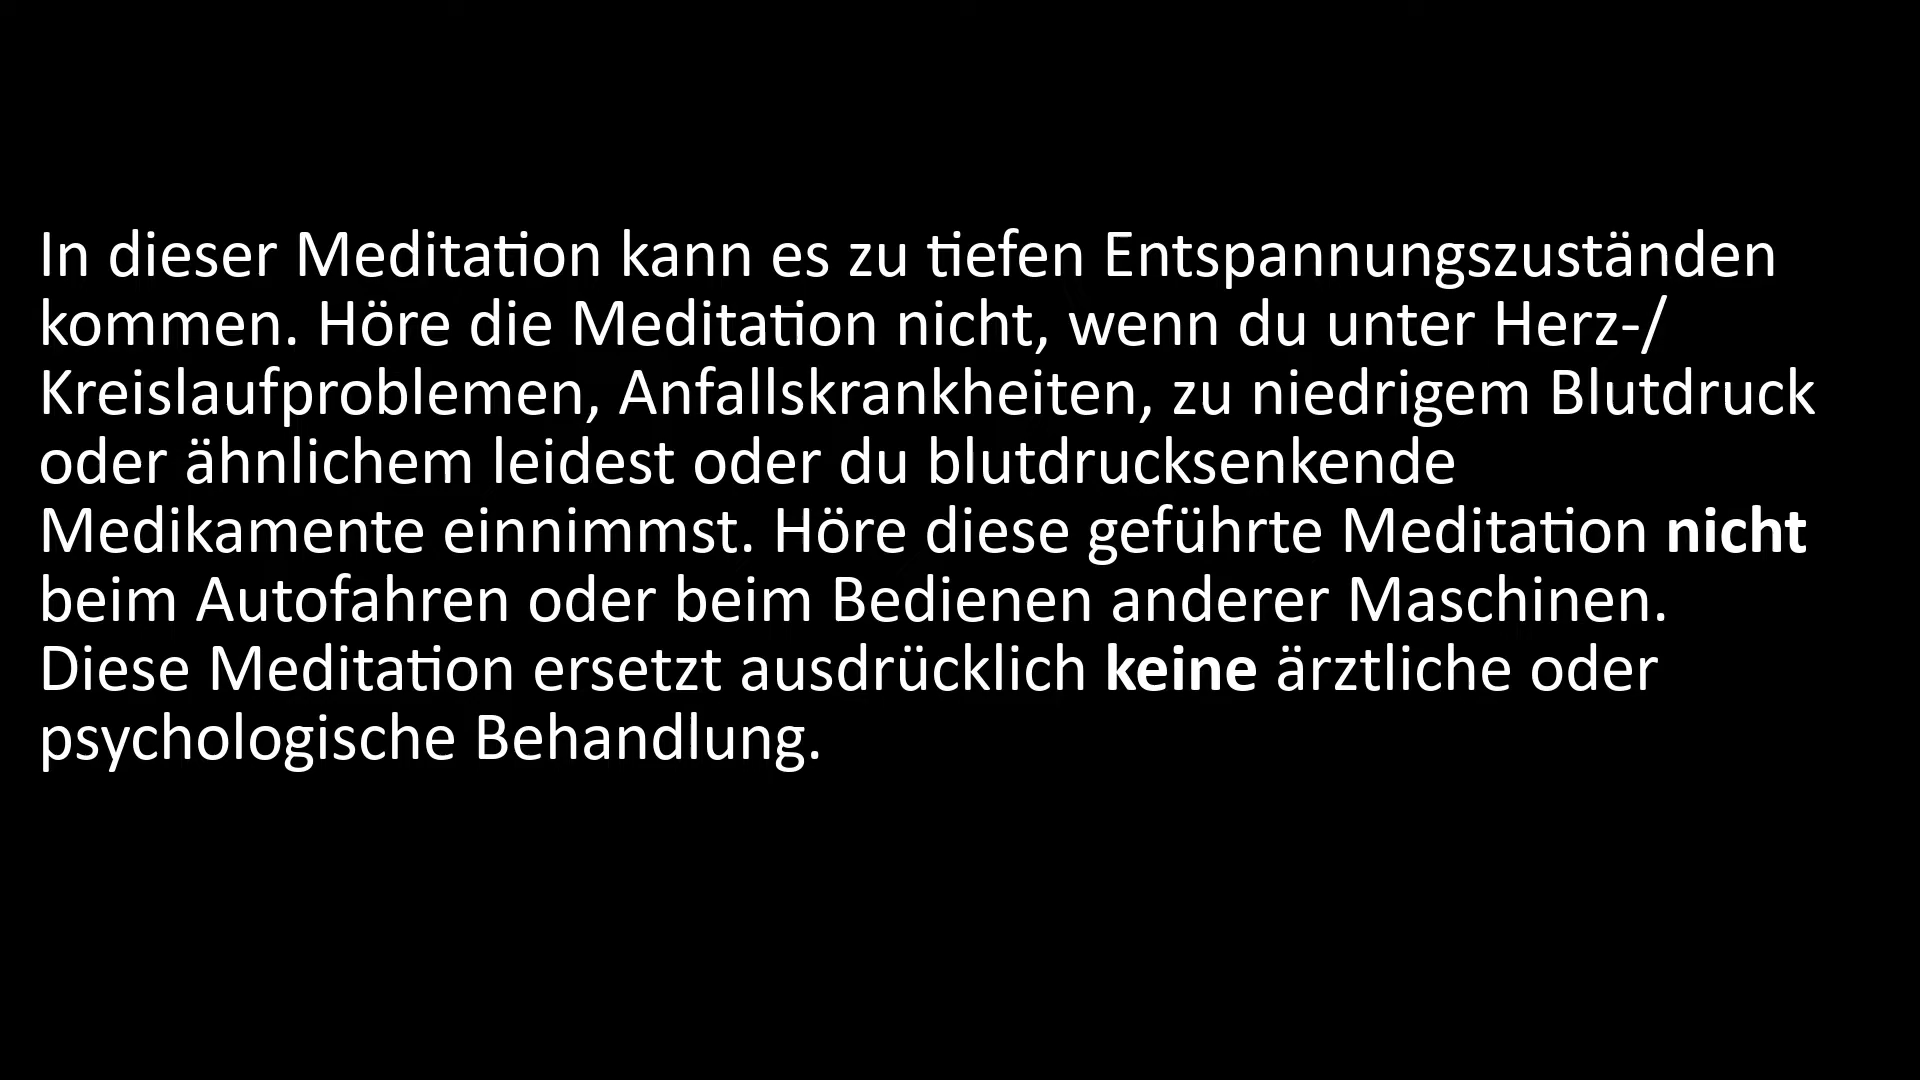 In dieser Meditation kann es zu tiefen Entspannungszuständen
kommen. Höre die Meditation nicht, wenn du unter Herz-/
Kreislaufproblemen, Anfallskrankheiten, zu niedrigem Blutdruck
oder ähnlichem leidest oder du blutdrucksenkende
Medikamente einnimmst. Höre diese geführte Meditation nicht
beim Autofahren oder beim Bedienen anderer Maschinen.
Diese Meditation ersetzt ausdrücklich keine ärztliche oder
psychologische Behandlung.